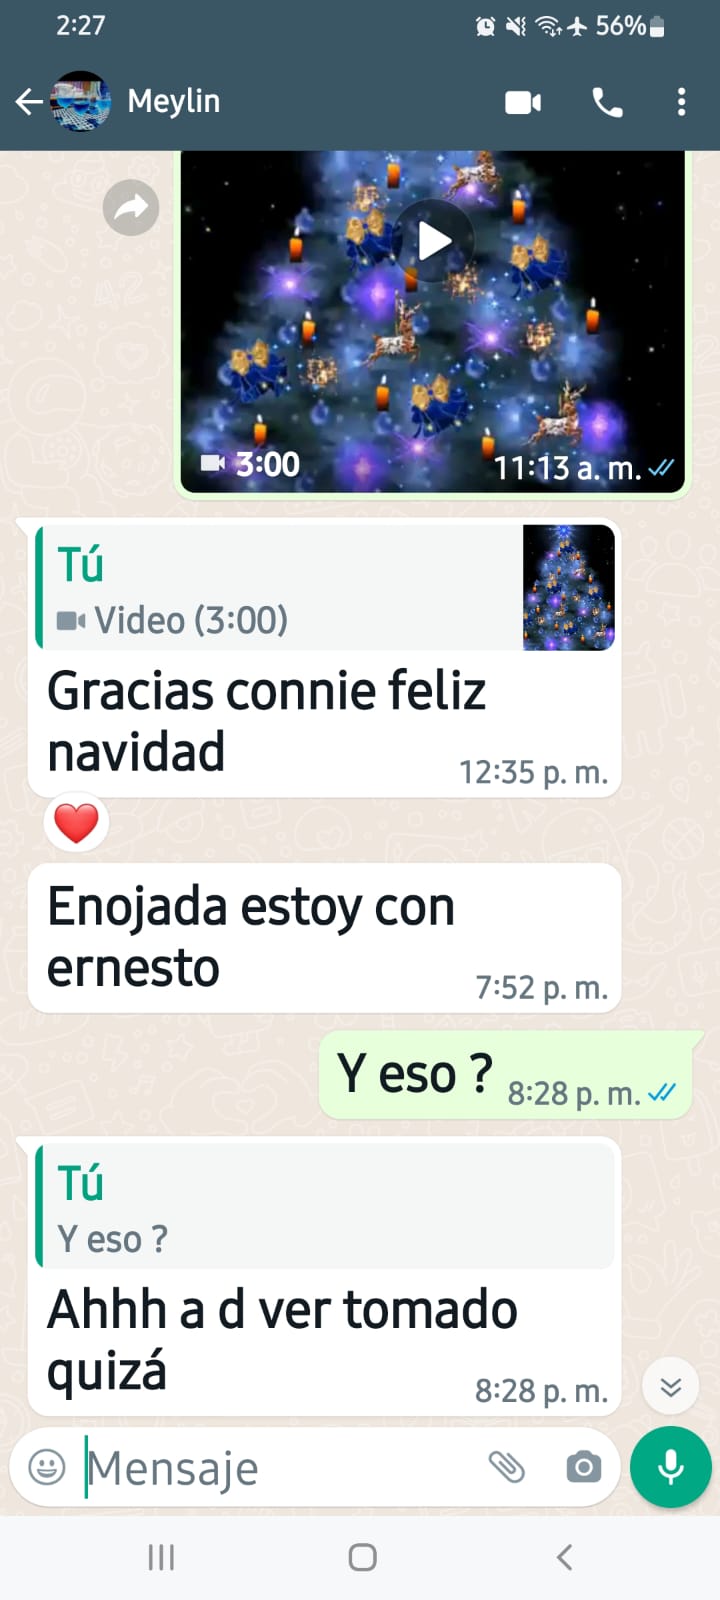 2:27
56%
Meylin
3:00
11:13 a. m.
Tú
Video (3:00)
Gracias connie feliz
navidad
12:35 p. m.
Enojada estoy con
ernesto
7:52 p. m.
Y eso ?
8:28 p. m.
Tú
Y eso ?
Ahhh a d ver tomado
quizá
8:28 p. m.
Mensaje